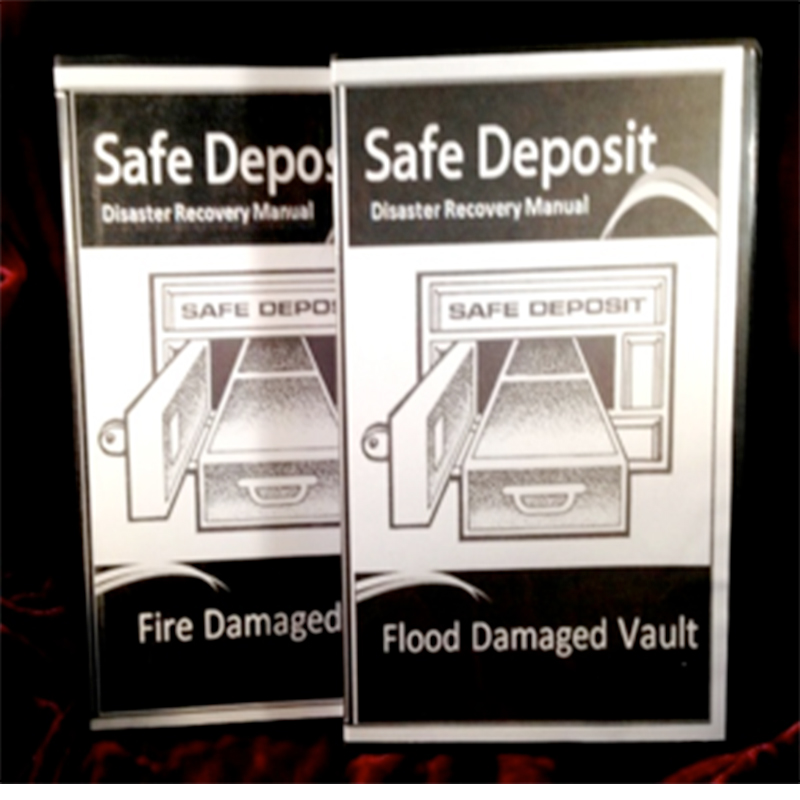 Safe Depos
Disaster Recovery Manual
SAFE DEPOS
Fire Damaged
Safe Deposit
Disaster Recovery Manual
SAFE DEPOSIT
Flood Damaged Vault